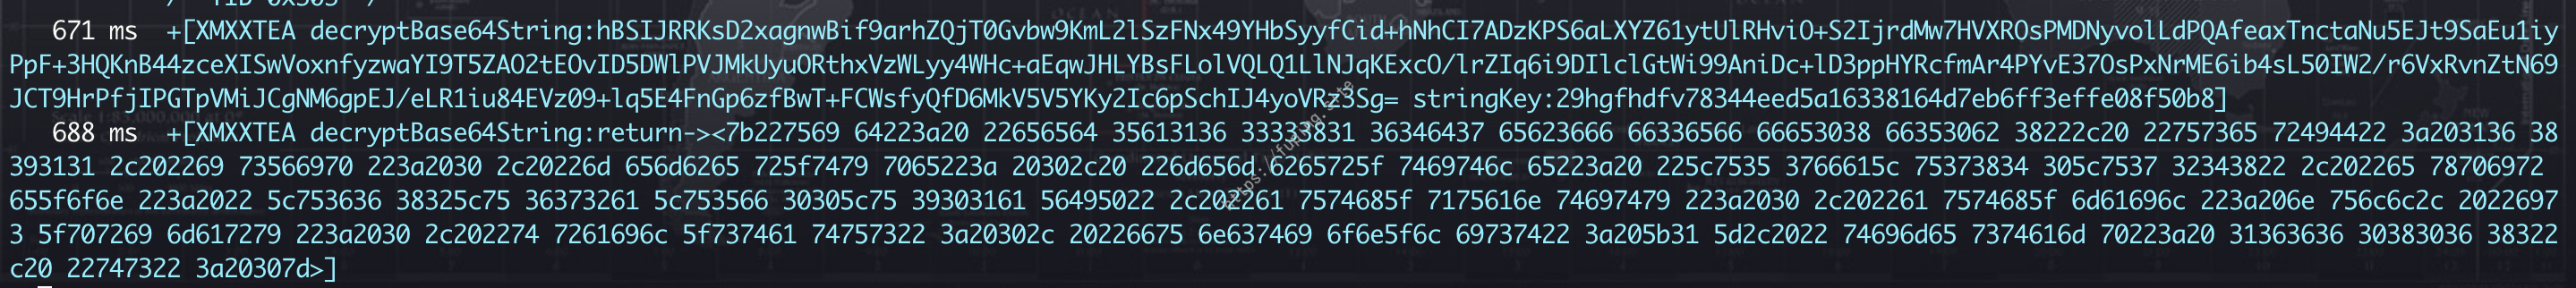 /* TID 0x303 */
671 ms  +[XMXXTEA decryptBase64String:hBSIJRRKsD2xagnwBif9arhZQjT0Gvbw9KmL2lSzFNx49YHbSyyfCid+hNhCI7ADzKPS6aLXYZ61ytUlRHviO+S2IjrdMw7HVXROsPMDNyvolLdPQAfeaxTnctaNu5EJt9SaEu1iy
PpF+3HQKnB44zceXISwVoxnfyzwaYI9T5ZAO2tEOvID5DWlPVJMkUyuORthxVzWLyy4WHc+aEqwJHLYBsFLolVQLQ1LlNJqKExcO/lrZIq6i9DIlclGtWi99AniDc+lD3ppHYRcfmAr4PYvE37OsPxNrME6ib4sL50IW2/r6VxRvnZtN69
JCT9HrPfjIPGTpVMiJCgNM6gpEJ/eLR1iu84EVz09+lq5E4FnGp6zfBwT+FCWsfyQfD6MkV5V5YKy2Ic6pSchIJ4yoVRz3Sg= stringKey:29hgfhdfv78344eed5a16338164d7eb6ff3effe08f50b8]
688 ms  +[XMXXTEA decryptBase64String:return-><7b227569 64223a20 22656564 35613136 33333831 36346437 65623666 66336566 66653038 66353062 38222c20 22757365 72494422 3a203136 38
393131 2c202269 73566970 223a2030 2c20226d 656d6265 725f7479 7065223a 20302c20 226d656d 6265725f 7469746c 65223a20 225c7535 3766615c 75373834 305c7537 32343822 2c202265 78706972
655f6f6e 223a2022 5c753636 38325c75 36373261 5c753566 30305c75 39303161 56495022 2c202261 7574685f 7175616e 74697479 223a2030 2c202261 7574685f 6d61696c 223a206e 756c6c2c 2022697
3 5f707269 6d617279 223a2030 2c202274 7261696c 5f737461 74757322 3a20302c 20226675 6e637469 6f6e5f6c 69737422 3a205b31 5d2c2022 74696d65 7374616d 70223a20 31363636 30383036 38322
c20 22747322 3a20307d>]